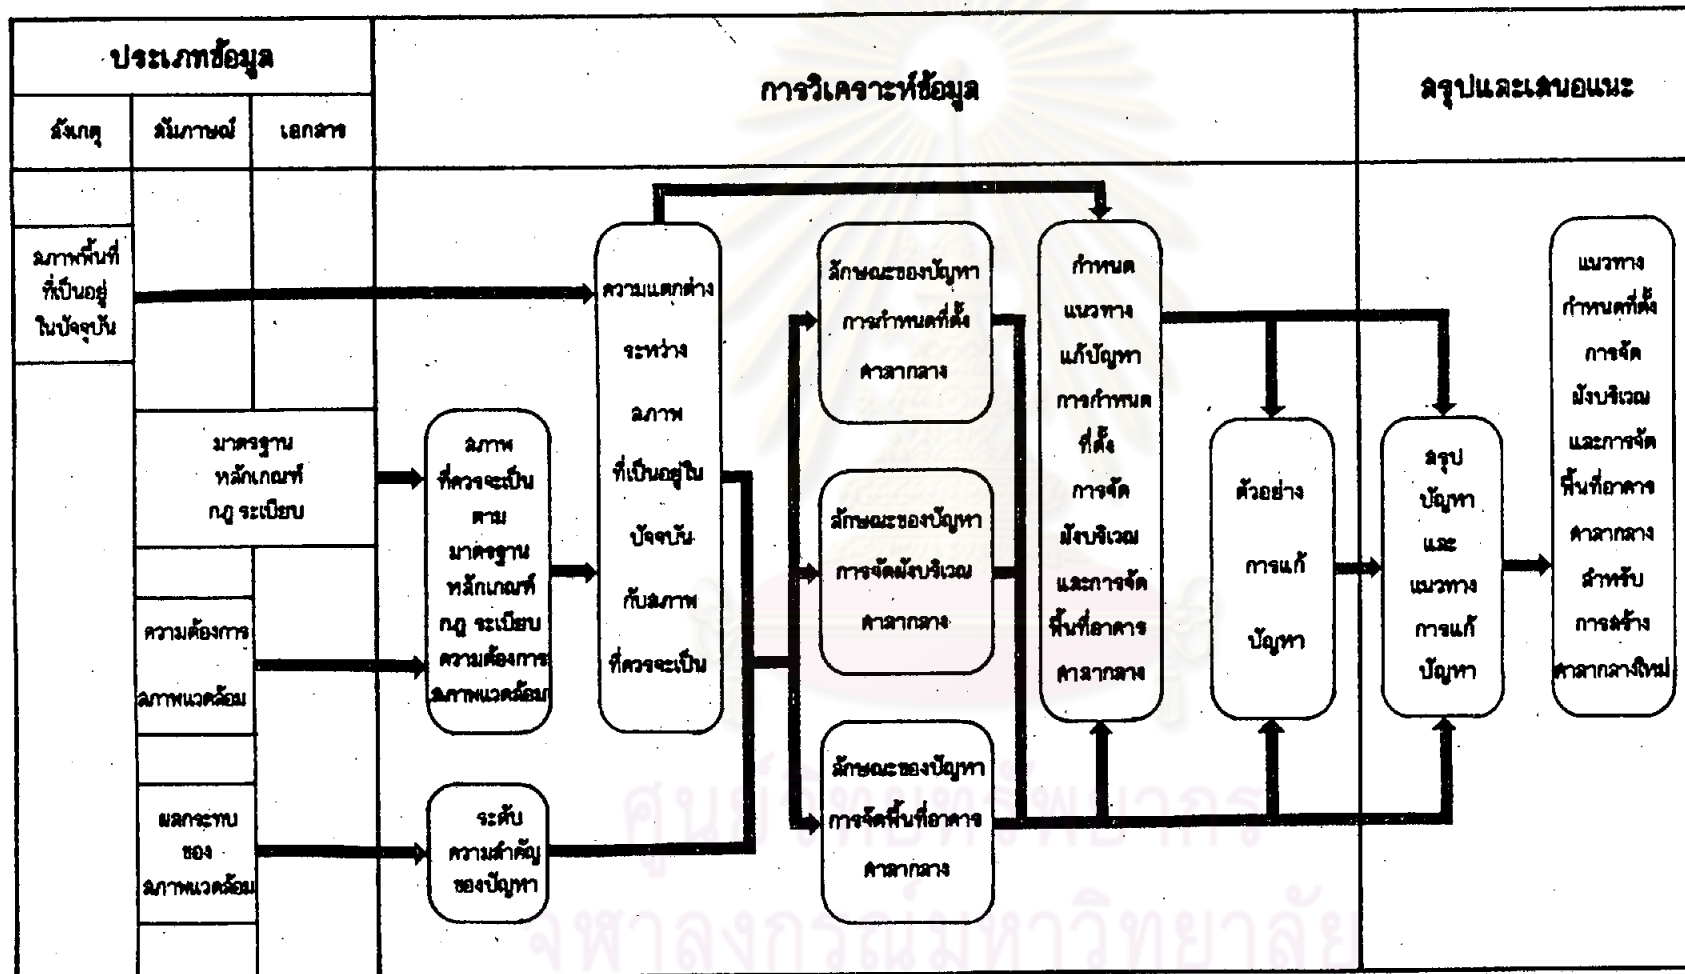 ประเภทข้อมูล
การวิเคราะห์ข้อมูล
สรุปและเสนอแนะ
สังเกตุ
สัมภาษณ์
เอกสาร
สภาพพื้นที่
ที่เป็นอยู่
ในปัจจุบัน
มาตรฐาน
หลักเกณฑ์
กฎ ระเบียบ
ความต้องการ
สภาพแวดล้อม
ผลกระทบ
ของ
สภาพแวดล้อม
สภาพ
ที่ควรจะเป็น
ตาม
มาตรฐาน
หลักเกณฑ์
กฎ ระเบียบ
ความต้องการ
สภาพแวดล้อม
ระดับ
ความสำคัญ
ของปัญหา
ความแตกต่าง
ระหว่าง
สภาพ
ที่เป็นอยู่ใน
ปัจจุบัน
กับสภาพ
ที่ควรจะเป็น
ลักษณะของปัญหา
การกำหนดที่ตั้ง
ศาลากลาง
ลักษณะของปัญหา
การจัดผังบริเวณ
ศาลากลาง
ลักษณะของปัญหา
การจัดพื้นที่อาคาร
ศาลากลาง
กำหนด
แนวทาง
แก้ปัญหา
การกำหนด
ที่ตั้ง
การจัด
ผังบริเวณ
และการจัด
พื้นที่อาคาร
ศาลากลาง
ตัวอย่าง
การแก้
ปัญหา
สรุป
ปัญหา
และ
แนวทาง
การแก้
ปัญหา
แนวทาง
กำหนดที่ตั้ง
การจัด
ผังบริเวณ
และการจัด
พื้นที่อาคาร
ศาลากลาง
สำหรับ
การสร้าง
ศาลากลางใหม่
ศูนย์วิทยทรัพยากร
จุฬาลงกรณ์มหาวิทยาลัย